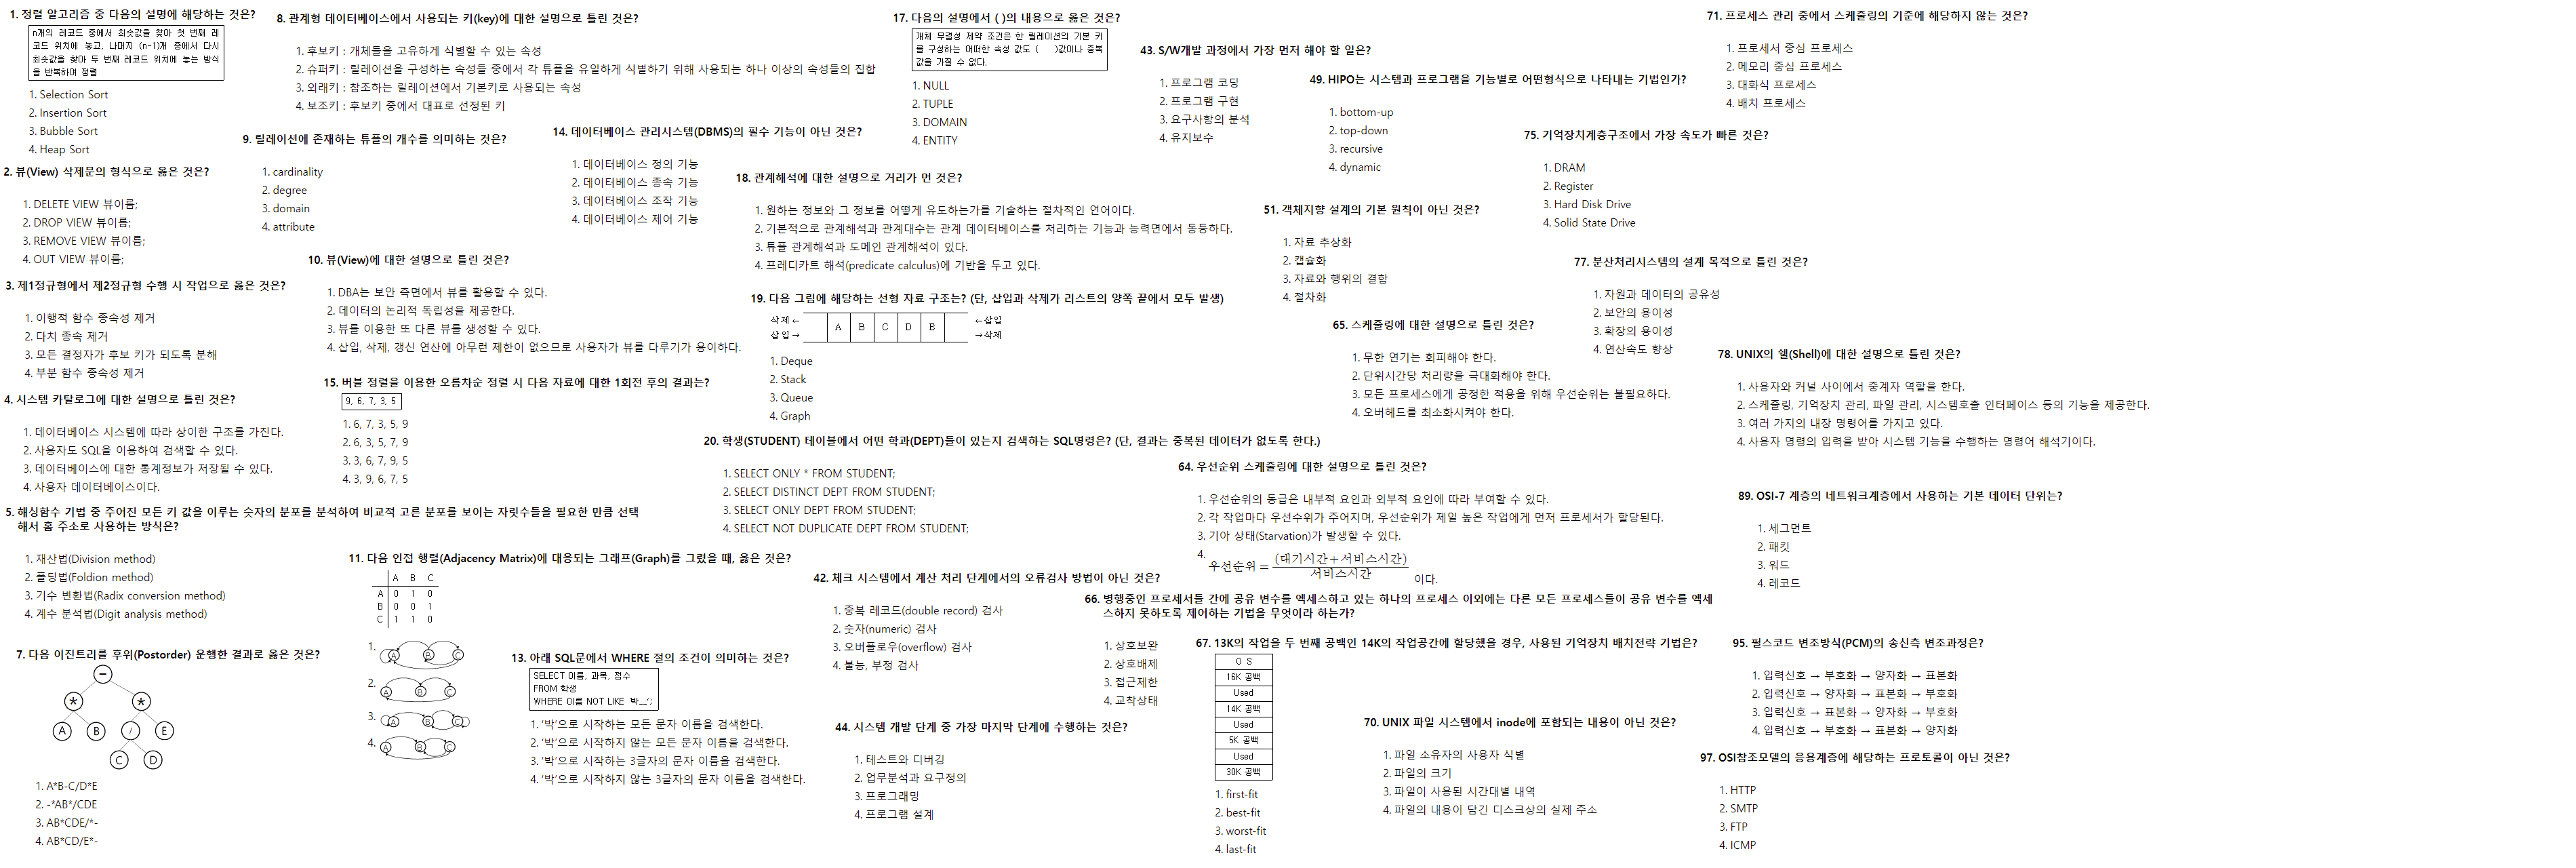 1. 정렬 알고리즘 중 다음의 설명에 해당하는 것은?
n개의 레코드 중에서 최솟값을 찾아 첫 번째 레
코드 위치에 놓고, 나머지 (n-1)개 중에서 다시
최솟값을 찾아 두 번째 레코드 위치에 놓는 방식
을 반복하여 정렬
1. Selection Sort
2. Insertion Sort
3. Bubble Sort
4. Heap Sort
2. 뷰(View) 삭제문의 형식으로 옳은 것은?
1. DELETE VIEW 뷰이름;
2. DROP VIEW 뷰이름;
3. REMOVE VIEW 뷰이름;
4. OUT VIEW 뷰이름;
3. 제1정규형에서 제2정규형 수행 시 작업으로 옳은 것은?
1. 이행적 함수 종속성 제거
2. 다치 종속 제거
3. 모든 결정자가 후보 키가 되도록 분해
4. 부분 함수 종속성 제거
4. 시스템 카탈로그에 대한 설명으로 틀린 것은?
1. 데이터베이스 시스템에 따라 상이한 구조를 가진다.
2. 사용자도 SQL을 이용하여 검색할 수 있다.
3. 데이터베이스에 대한 통계정보가 저장될 수 있다.
4. 사용자 데이터베이스이다.
5. 해싱함수 기법 중 주어진 모든 키 값을 이루는 숫자의 분포를 분석하여 비교적 고른 분포를 보이는 자릿수들을 필요한 만큼 선택
해서 홈 주소로 사용하는 방식은?
1. 재산법(Division method)
2. 폴딩법(Foldion method)
3. 기수 변환법(Radix conversion method)
4. 계수 분석법(Digit analysis method)
7. 다음 이진트리를 후위(Postorder) 운행한 결과로 옳은 것은?
−
* *
A B / E
C D
1. A*B-C/D*E
2. -*AB*/CDE
3. AB*CDE/*-
4. AB*CD/E*-
8. 관계형 데이터베이스에서 사용되는 키(key)에 대한 설명으로 틀린 것은?
1. 후보키 : 개체들을 고유하게 식별할 수 있는 속성
2. 슈퍼키 : 릴레이션을 구성하는 속성들 중에서 각 튜플을 유일하게 식별하기 위해 사용되는 하나 이상의 속성들의 집합
3. 외래키 : 참조하는 릴레이션에서 기본키로 사용되는 속성
4. 보조키 : 후보키 중에서 대표로 선정된 키
9. 릴레이션에 존재하는 튜플의 개수를 의미하는 것은?
1. cardinality
2. degree
3. domain
4. attribute
10. 뷰(View)에 대한 설명으로 틀린 것은?
1. DBA는 보안 측면에서 뷰를 활용할 수 있다.
2. 데이터의 논리적 독립성을 제공한다.
3. 뷰를 이용한 또 다른 뷰를 생성할 수 있다.
4. 삽입, 삭제, 갱신 연산에 아무런 제한이 없으므로 사용자가 뷰를 다루기가 용이하다.
15. 버블 정렬을 이용한 오름차순 정렬 시 다음 자료에 대한 1회전 후의 결과는?
9, 6, 7, 3, 5
1. 6, 7, 3, 5, 9
2. 6, 3, 5, 7, 9
3. 3, 6, 7, 9, 5
4. 3, 9, 6, 7, 5
11. 다음 인접 행렬(Adjacency Matrix)에 대응되는 그래프(Graph)를 그렸을 때, 옳은 것은?
A B C
A 0 1 0
B 0 0 1
C 1 1 0
1. A B C
2. A B C
3. A B C
4. A B C
14. 데이터베이스 관리시스템(DBMS)의 필수 기능이 아닌 것은?
1. 데이터베이스 정의 기능
2. 데이터베이스 종속 기능
3. 데이터베이스 조작 기능
4. 데이터베이스 제어 기능
13. 아래 SQL문에서 WHERE 절의 조건이 의미하는 것은?
SELECT 이름, 과목, 점수
FROM 학생
WHERE 이름 NOT LIKE '박__';
1. '박'으로 시작하는 모든 문자 이름을 검색한다.
2. '박'으로 시작하지 않는 모든 문자 이름을 검색한다.
3. '박'으로 시작하는 3글자의 문자 이름을 검색한다.
4. '박'으로 시작하지 않는 3글자의 문자 이름을 검색한다.
17. 다음의 설명에서 ( )의 내용으로 옳은 것은?
개체 무결성 제약 조건은 한 릴레이션의 기본 키
를 구성하는 어떠한 속성 값도 ( )값이나 중복
값을 가질 수 없다.
1. NULL
2. TUPLE
3. DOMAIN
4. ENTITY
18. 관계해석에 대한 설명으로 거리가 먼 것은?
1. 원하는 정보와 그 정보를 어떻게 유도하는가를 기술하는 절차적인 언어이다.
2. 기본적으로 관계해석과 관계대수는 관계 데이터베이스를 처리하는 기능과 능력면에서 동등하다.
3. 튜플 관계해석과 도메인 관계해석이 있다.
4. 프레디카트 해석(predicate calculus)에 기반을 두고 있다.
19. 다음 그림에 해당하는 선형 자료 구조는? (단, 삽입과 삭제가 리스트의 양쪽 끝에서 모두 발생)
삭제← A B C D E ←삽입
삽입→ →삭제
1. Deque
2. Stack
3. Queue
4. Graph
20. 학생(STUDENT) 테이블에서 어떤 학과(DEPT)들이 있는지 검색하는 SQL명령은? (단, 결과는 중복된 데이터가 없도록 한다.)
1. SELECT ONLY * FROM STUDENT;
2. SELECT DISTINCT DEPT FROM STUDENT;
3. SELECT ONLY DEPT FROM STUDENT;
4. SELECT NOT DUPLICATE DEPT FROM STUDENT;
42. 체크 시스템에서 계산 처리 단계에서의 오류검사 방법이 아닌 것은?
1. 중복 레코드(double record) 검사
2. 숫자(numeric) 검사
3. 오버플로우(overflow) 검사
4. 불능, 부정 검사
44. 시스템 개발 단계 중 가장 마지막 단계에 수행하는 것은?
1. 테스트와 디버깅
2. 업무분석과 요구정의
3. 프로그래밍
4. 프로그램 설계
43. S/W개발 과정에서 가장 먼저 해야 할 일은?
1. 프로그램 코딩
2. 프로그램 구현
3. 요구사항의 분석
4. 유지보수
49. HIPO는 시스템과 프로그램을 기능별로 어떤형식으로 나타내는 기법인가?
1. bottom-up
2. top-down
3. recursive
4. dynamic
51. 객체지향 설계의 기본 원칙이 아닌 것은?
1. 자료 추상화
2. 캡슐화
3. 자료와 행위의 결합
4. 절차화
65. 스케줄링에 대한 설명으로 틀린 것은?
1. 무한 연기는 회피해야 한다.
2. 단위시간당 처리량을 극대화해야 한다.
3. 모든 프로세스에게 공정한 적용을 위해 우선순위는 불필요하다.
4. 오버헤드를 최소화시켜야 한다.
64. 우선순위 스케줄링에 대한 설명으로 틀린 것은?
1. 우선순위의 등급은 내부적 요인과 외부적 요인에 따라 부여할 수 있다.
2. 각 작업마다 우선수위가 주어지며, 우선순위가 제일 높은 작업에게 먼저 프로세서가 할당된다.
3. 기아 상태(Starvation)가 발생할 수 있다.
4. 우선순위 = (대기시간+서비스시간) / 서비스시간 이다.
66. 병행중인 프로세서들 간에 공유 변수를 엑세스하고 있는 하나의 프로세스 이외에는 다른 모든 프로세스들이 공유 변수를 엑세
스하지 못하도록 제어하는 기법을 무엇이라 하는가?
1. 상호보완
2. 상호배제
3. 접근제한
4. 교착상태
67. 13K의 작업을 두 번째 공백인 14K의 작업공간에 할당했을 경우, 사용된 기억장치 배치전략 기법은?
O S
16K 공백
Used
14K 공백
Used
5K 공백
Used
30K 공백
1. first-fit
2. best-fit
3. worst-fit
4. last-fit
70. UNIX 파일 시스템에서 inode에 포함되는 내용이 아닌 것은?
1. 파일 소유자의 사용자 식별
2. 파일의 크기
3. 파일이 사용된 시간대별 내역
4. 파일의 내용이 담긴 디스크상의 실제 주소
71. 프로세스 관리 중에서 스케줄링의 기준에 해당하지 않는 것은?
1. 프로세서 중심 프로세스
2. 메모리 중심 프로세스
3. 대화식 프로세스
4. 배치 프로세스
75. 기억장치계층구조에서 가장 속도가 빠른 것은?
1. DRAM
2. Register
3. Hard Disk Drive
4. Solid State Drive
77. 분산처리시스템의 설계 목적으로 틀린 것은?
1. 자원과 데이터의 공유성
2. 보안의 용이성
3. 확장의 용이성
4. 연산속도 향상
78. UNIX의 쉘(Shell)에 대한 설명으로 틀린 것은?
1. 사용자와 커널 사이에서 중계자 역할을 한다.
2. 스케줄링, 기억장치 관리, 파일 관리, 시스템호출 인터페이스 등의 기능을 제공한다.
3. 여러 가지의 내장 명령어를 가지고 있다.
4. 사용자 명령의 입력을 받아 시스템 기능을 수행하는 명령어 해석기이다.
89. OSI-7 계층의 네트워크계층에서 사용하는 기본 데이터 단위는?
1. 세그먼트
2. 패킷
3. 워드
4. 레코드
95. 펄스코드 변조방식(PCM)의 송신측 변조과정은?
1. 입력신호 → 부호화 → 양자화 → 표본화
2. 입력신호 → 양자화 → 표본화 → 부호화
3. 입력신호 → 표본화 → 양자화 → 부호화
4. 입력신호 → 부호화 → 표본화 → 양자화
97. OSI참조모델의 응용계층에 해당하는 프로토콜이 아닌 것은?
1. HTTP
2. SMTP
3. FTP
4. ICMP